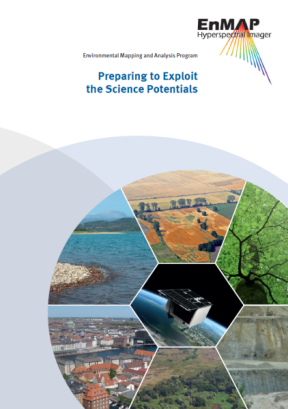 EnMAP
Hyperspectral Imager
Environmental Mapping and Analysis Program
Preparing to Exploit
the Science Potentials